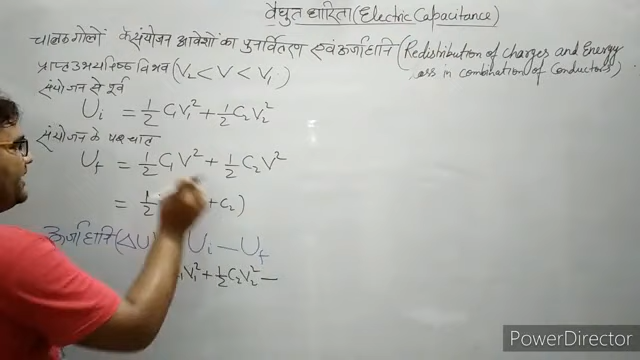 वैद्युत धारिता (Electric Capacitance)
चालक गोलों के संयोजन आवेशों का पुनर्वितरण एवं ऊर्जा हानि (Redistribution of Charges and Energy
प्राप्त उभयनिष्ठ विभव (V₂ < V < V₁) Loss in combination of Conductors)
संयोजन से पूर्व
Uᵢ = ½ C₁V₁² + ½ C₂V₂²
संयोजन के पश्चात
U_f = ½ C₁V² + ½ C₂V²
= ½ + C₂)
ऊर्जा हानि (ΔU) Uᵢ — U_f
V₁² + ½ C₂V₂² —
PowerDirector